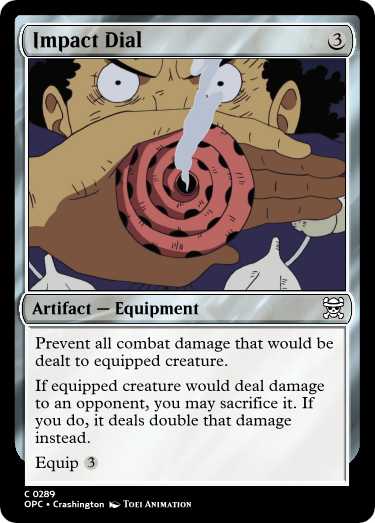 Impact Dial 3
Artifact — Equipment
Prevent all combat damage that would be
dealt to equipped creature.
If equipped creature would deal damage
to an opponent, you may sacrifice it. If
you do, it deals double that damage
instead.
Equip 3
C 0289
OPC • Crashington Toei Animation